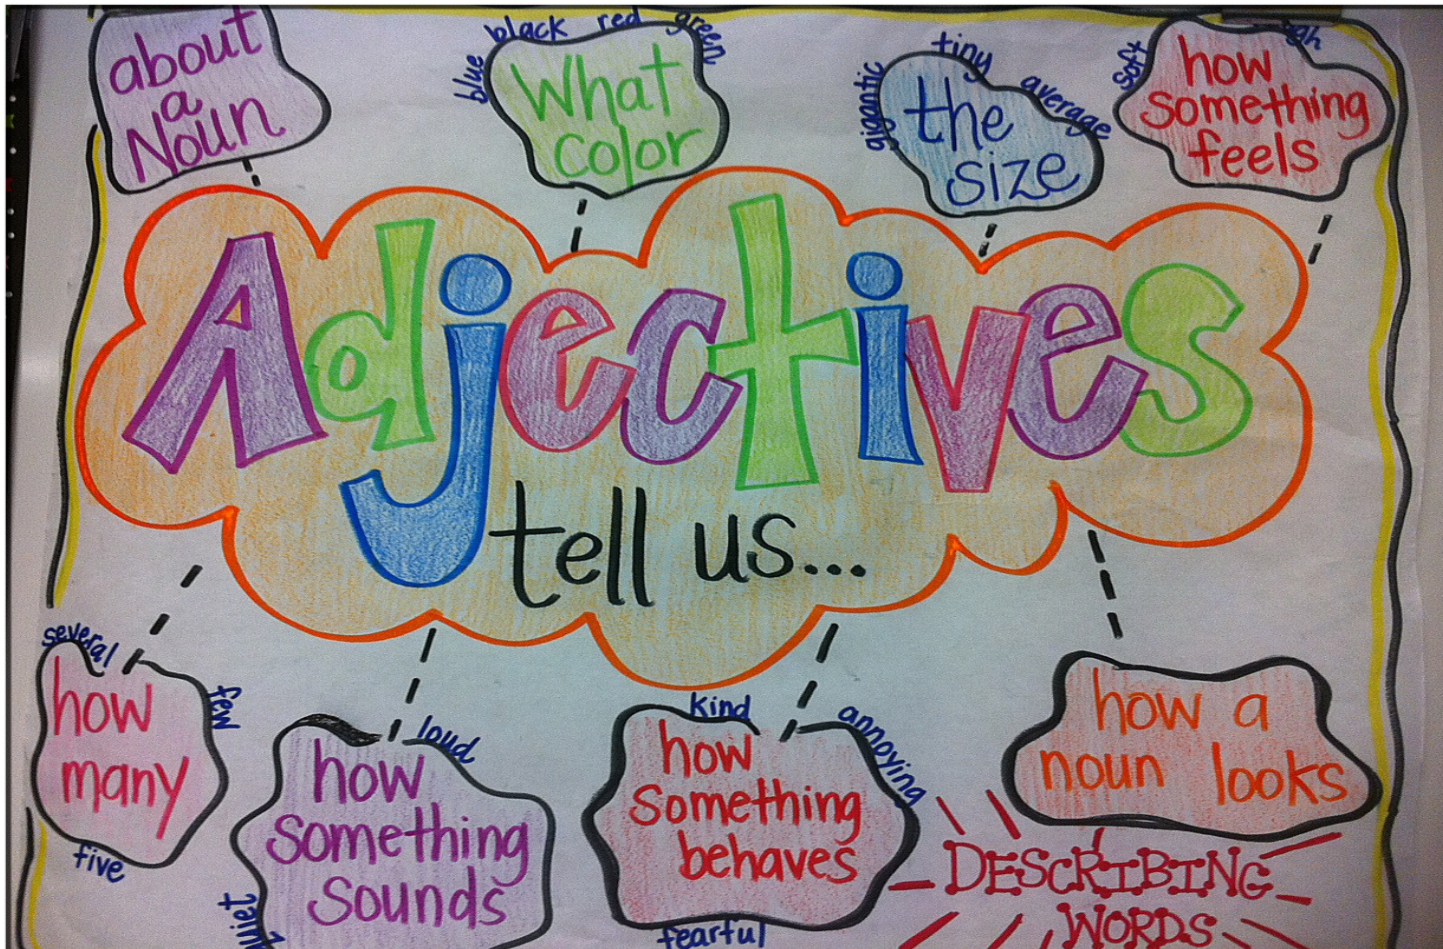 about
a
Noun
blue
black
red
green
What
color
gigantic
tiny
average
the
size
soft
how
something
feels
Adjectives
tell us...
several
how
many
few
five
loud
how
something
sounds
kind
annoying
how
something
behaves
fearful
how a
noun looks
DESCRIBING
WORDS